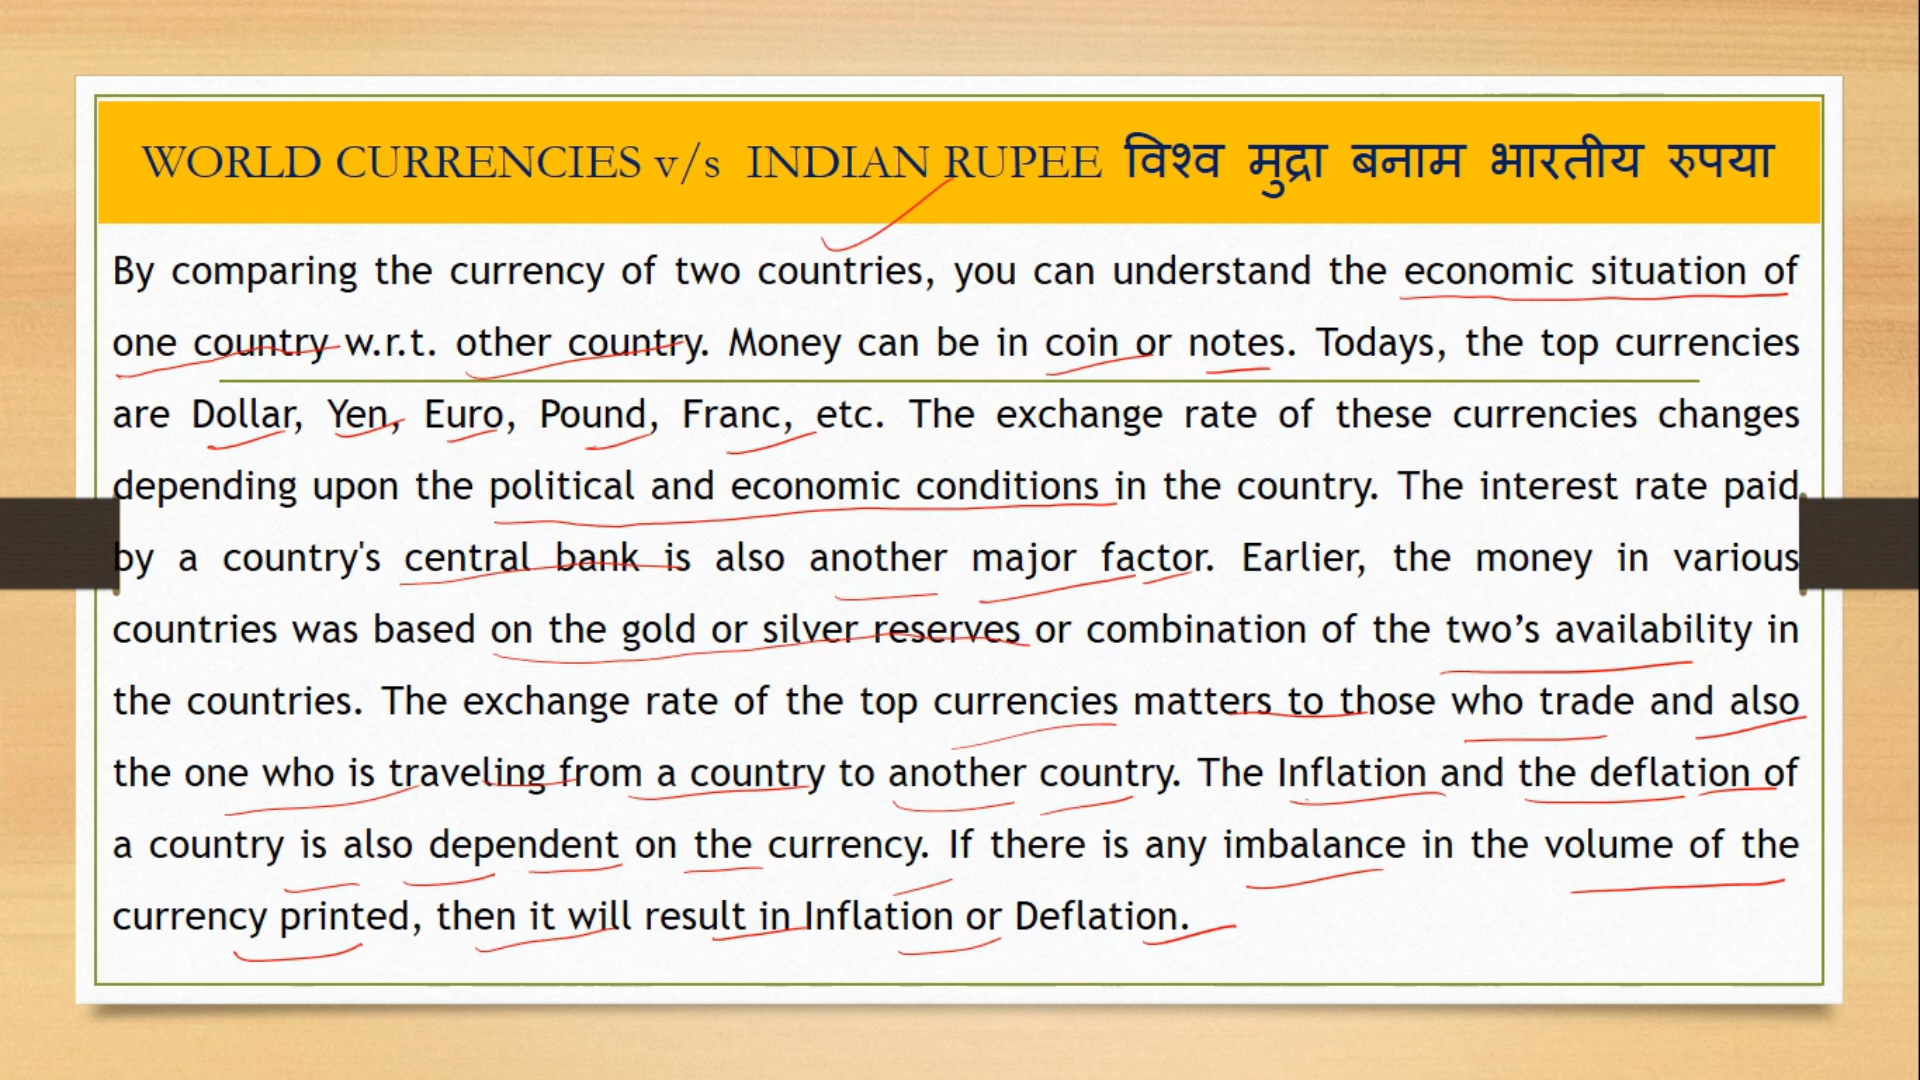 WORLD CURRENCIES v/s INDIAN RUPEE विश्व मुद्रा बनाम भारतीय रुपया
By comparing the currency of two countries, you can understand the economic situation of
one country w.r.t. other country. Money can be in coin or notes. Todays, the top currencies
are Dollar, Yen, Euro, Pound, Franc, etc. The exchange rate of these currencies changes
depending upon the political and economic conditions in the country. The interest rate paid
by a country's central bank is also another major factor. Earlier, the money in various
countries was based on the gold or silver reserves or combination of the two’s availability in
the countries. The exchange rate of the top currencies matters to those who trade and also
the one who is traveling from a country to another country. The Inflation and the deflation of
a country is also dependent on the currency. If there is any imbalance in the volume of the
currency printed, then it will result in Inflation or Deflation.